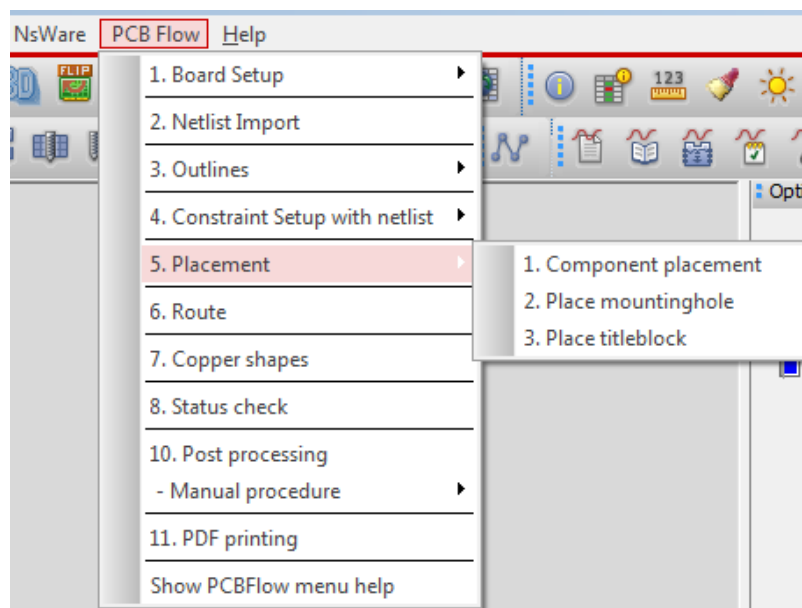 NsWare PCB Flow Help
FLIP
123
1. Board Setup
2. Netlist Import
3. Outlines
4. Constraint Setup with netlist
Opt
5. Placement
1. Component placement
2. Place mountinghole
3. Place titleblock
6. Route
7. Copper shapes
8. Status check
10. Post processing
- Manual procedure
11. PDF printing
Show PCBFlow menu help